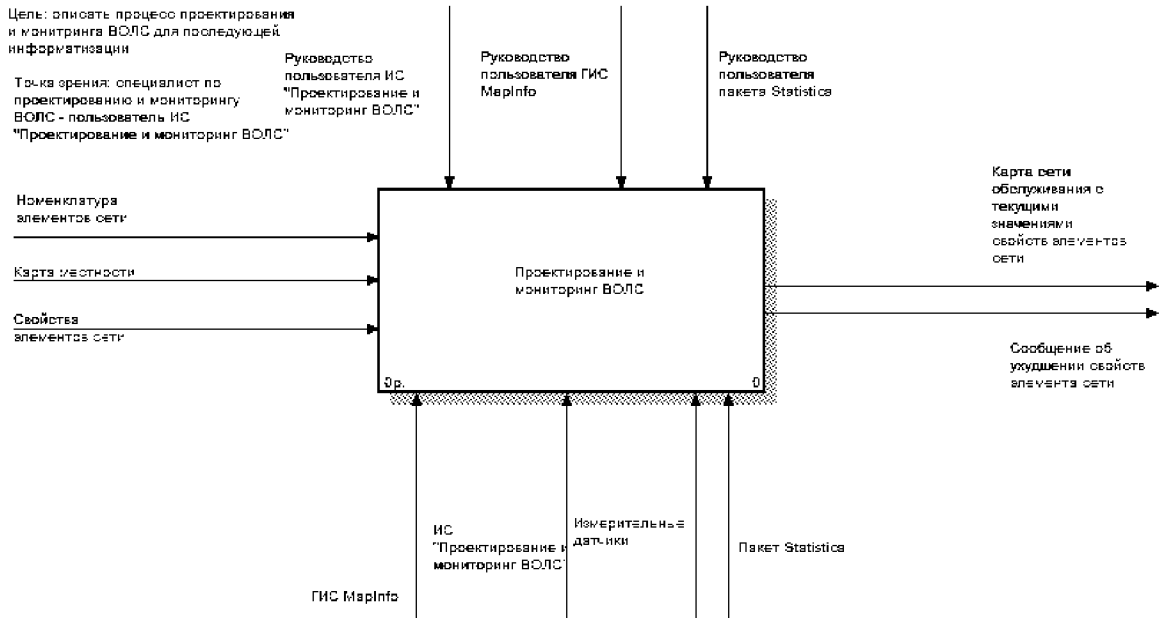 Цель: описать процесс проектирования
и монитринга ВОЛС для последующей
информатизации
Точка зрения: специалист по
проектированию и мониторингу
ВОЛС - пользователь ИС
"Проектирование и мониторинг ВОЛС"
Руководство
пользователя ИС
"Проектирование и
мониторинг ВОЛС"
Руководство
пользователя ГИС
MapInfo
Руководство
пользователя
пакета Statistica
Номенклатура
элементов сети
Карта местности
Свойства
элементов сети
Проектирование и
мониторинг ВОЛС
0р.
0
Карта сети
обслуживания с
текущими
значениями
свойств элементов
сети
Сообщение об
ухудшении свойств
элемента сети
ГИС MapInfo
ИС
"Проектирование и
мониторинг ВОЛС"
Измерительные
датчики
Пакет Statistica